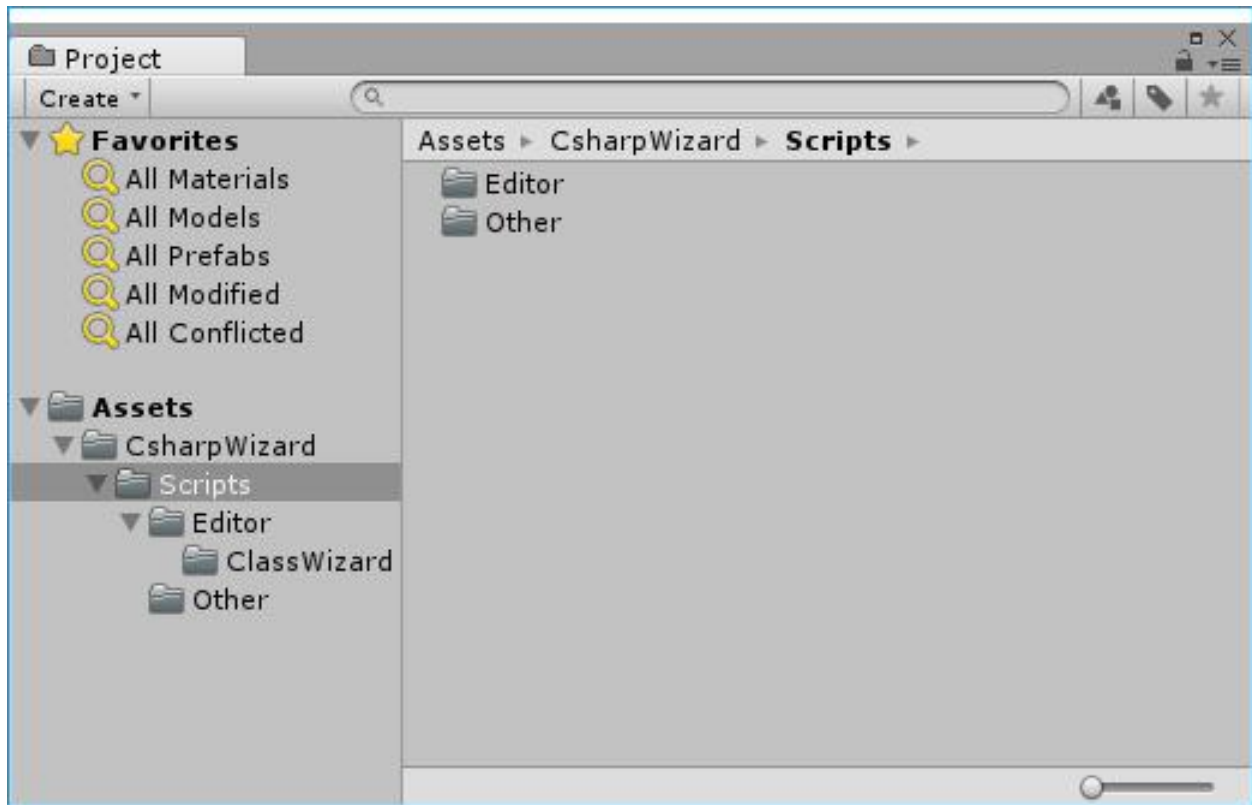 Project
Create
Favorites
All Materials
All Models
All Prefabs
All Modified
All Conflicted
Assets
CsharpWizard
Scripts
Editor
ClassWizard
Other
Assets CsharpWizard Scripts
Editor
Other